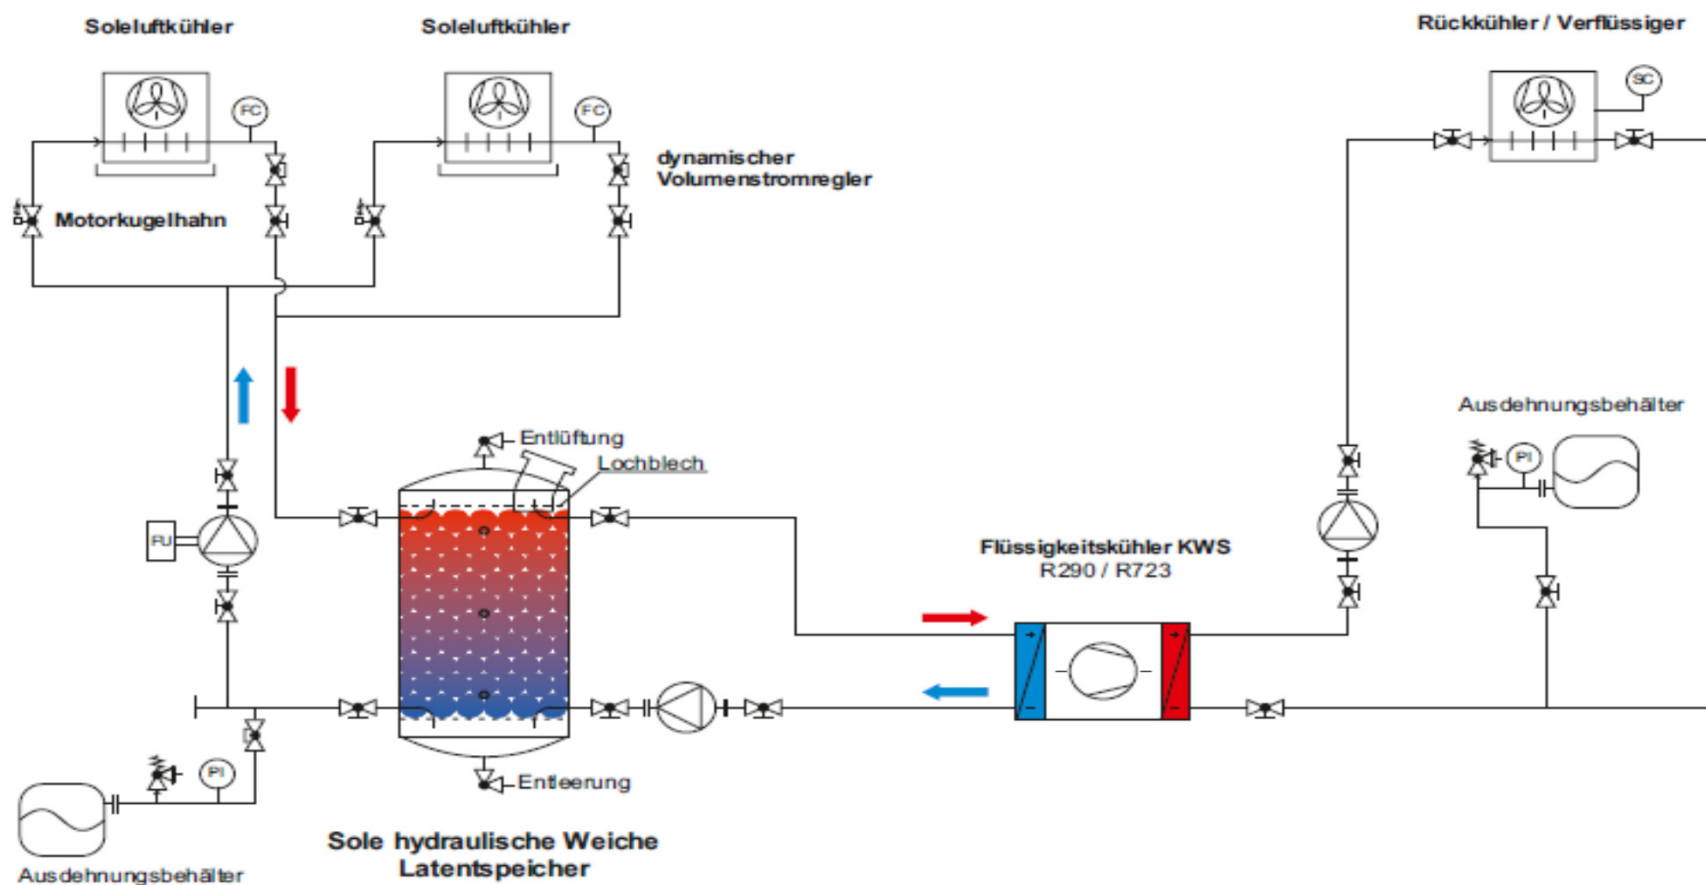 Soleluftkühler
Soleluftkühler
Rückkühler / Verflüssiger
FC
FC
SC
dynamischer
Volumenstromregler
Motorkugelhahn
Ausdehnungsbehälter
Entlüftung
Lochblech
PI
FU
Flüssigkeitskühler KWS
R290 / R723
PI
Entleerung
Sole hydraulische Weiche
Latentspeicher
Ausdehnungsbehälter